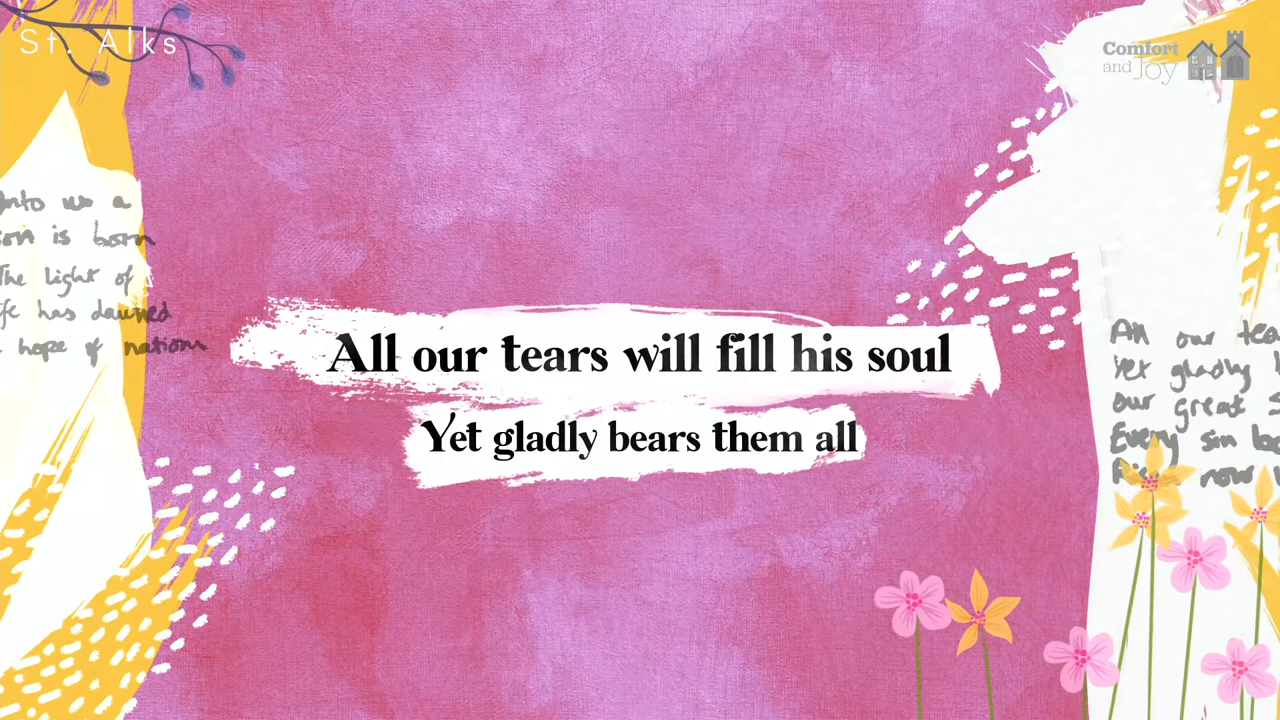 St. Alks
Comfort
and Joy
unto us a
son is born
The light of
life has dawned
hope of nations
All our tears will fill his soul
Yet gladly bears them all
All our tea
Yet gladly
our great s
Every sin
now